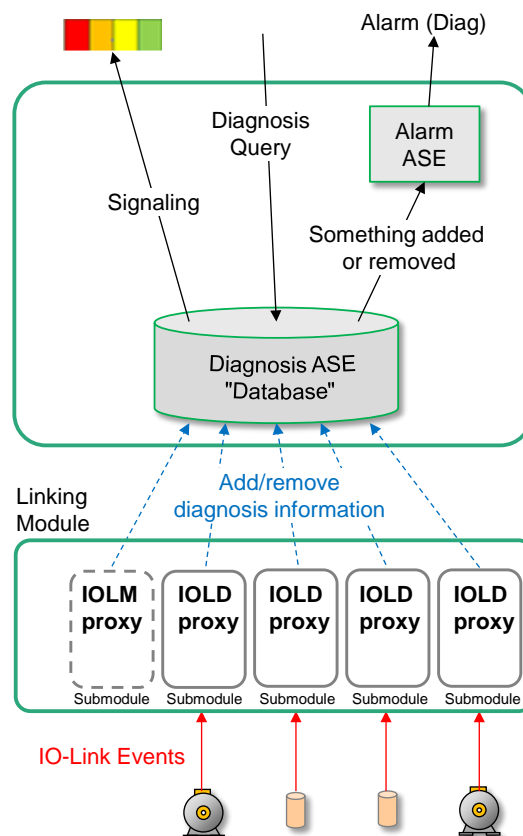 Alarm (Diag)
Diagnosis
Query
Alarm
ASE
Signaling
Something added
or removed
Diagnosis ASE
"Database"
Add/remove
diagnosis information
Linking
Module
IOLM
proxy
IOLD
proxy
IOLD
proxy
IOLD
proxy
IOLD
proxy
Submodule
Submodule
Submodule
Submodule
Submodule
IO-Link Events